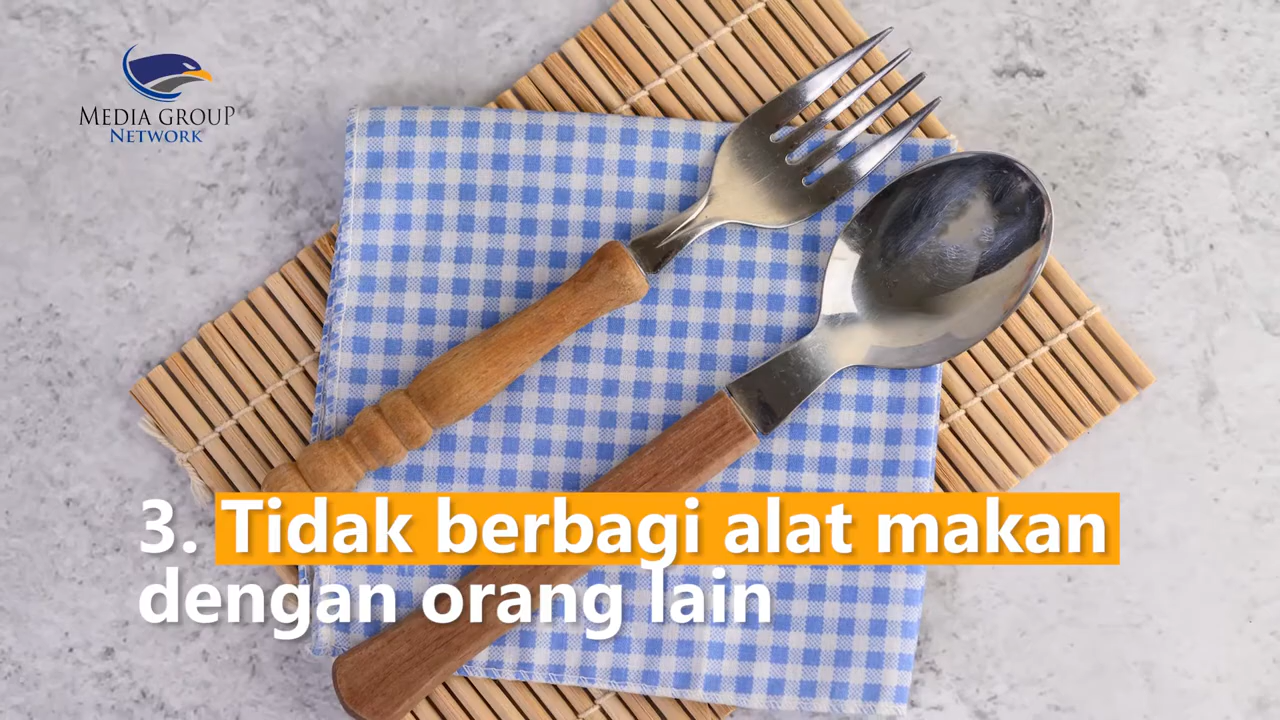 MEDIA GROUP
NETWORK
3. Tidak berbagi alat makan
dengan orang lain